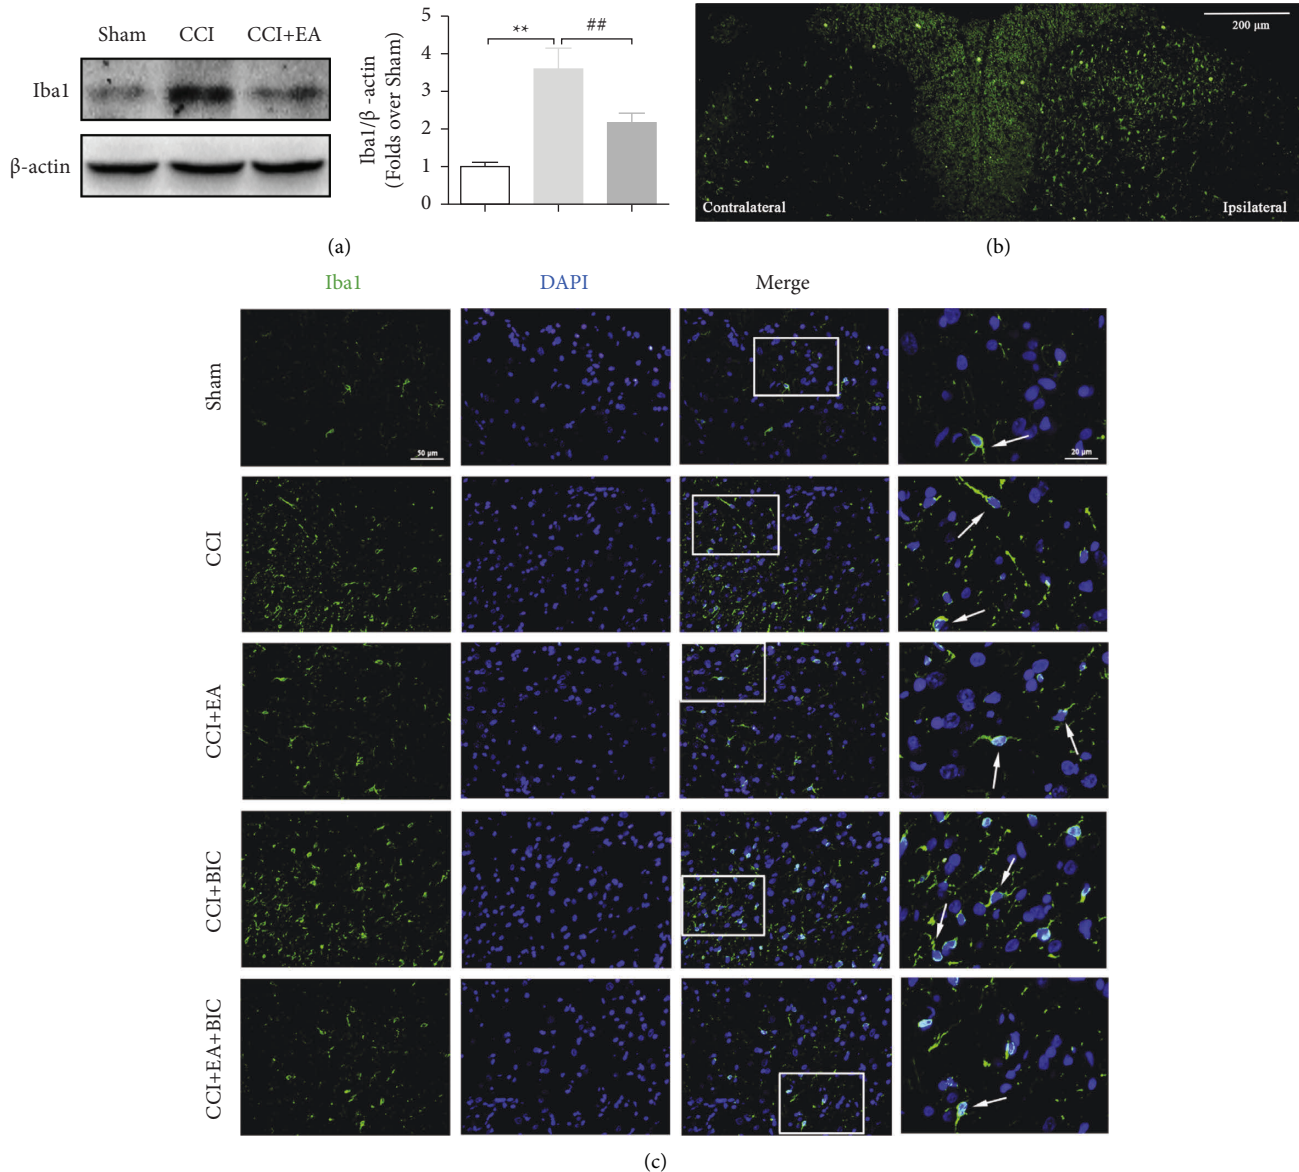 Sham CCI CCI+EA
Iba1
β-actin
Iba1/β -actin
(Folds over Sham)
5
4
3
2
1
0
** ##
(a)
200 μm
Contralateral Ipsilateral
(b)
Iba1 DAPI Merge
Sham
50 μm
20 μm
CCI
CCI+EA
CCI+BIC
CCI+EA+BIC
(c)